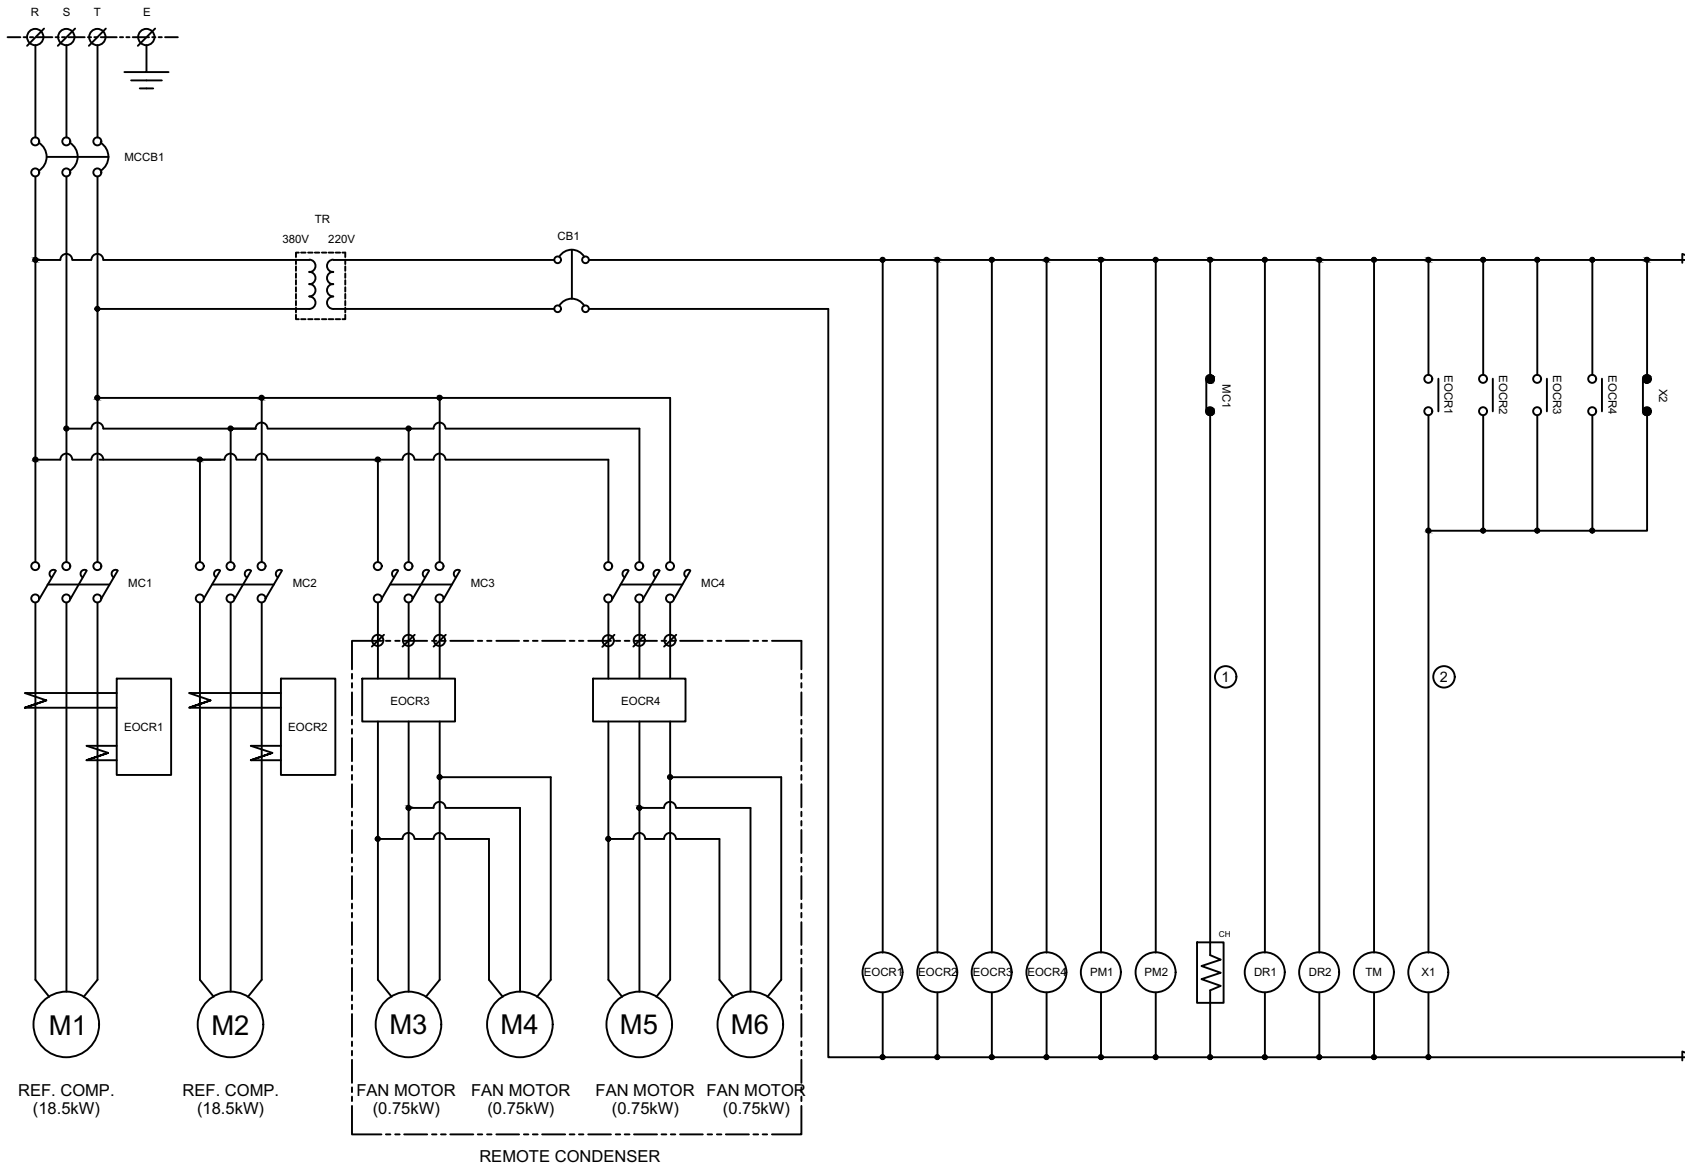 R S T E
MCCB1
TR
380V 220V
CB1
MC1
EOCR1
EOCR2
EOCR3
EOCR4
X2
MC1
MC2
MC3
MC4
1
2
EOCR1
EOCR2
EOCR3
EOCR4
CH
EOCR1
EOCR2
EOCR3
EOCR4
PM1
PM2
DR1
DR2
TM
X1
M1
M2
M3
M4
M5
M6
REF. COMP.
(18.5kW)
REF. COMP.
(18.5kW)
FAN MOTOR
(0.75kW)
FAN MOTOR
(0.75kW)
FAN MOTOR
(0.75kW)
FAN MOTOR
(0.75kW)
REMOTE CONDENSER